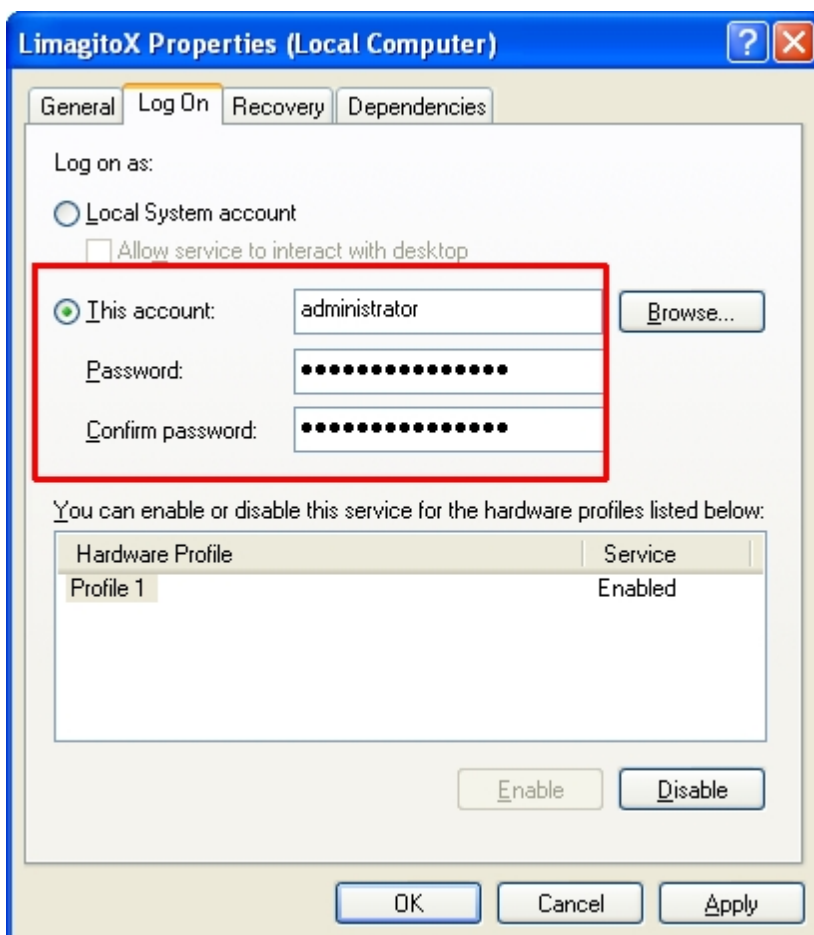 LimagitoX Properties (Local Computer)
General Log On Recovery Dependencies
Log on as:
Local System account
Allow service to interact with desktop
This account: administrator Browse...
Password: ●●●●●●●●●●●●●●●
Confirm password: ●●●●●●●●●●●●●●●
You can enable or disable this service for the hardware profiles listed below:
Hardware Profile Service
Profile 1 Enabled
Enable Disable
OK Cancel Apply